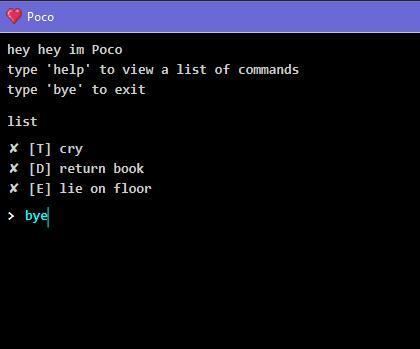 Poco
hey hey im Poco
type 'help' to view a list of commands
type 'bye' to exit
list
✘ [T] cry
✘ [D] return book
✘ [E] lie on floor
> bye